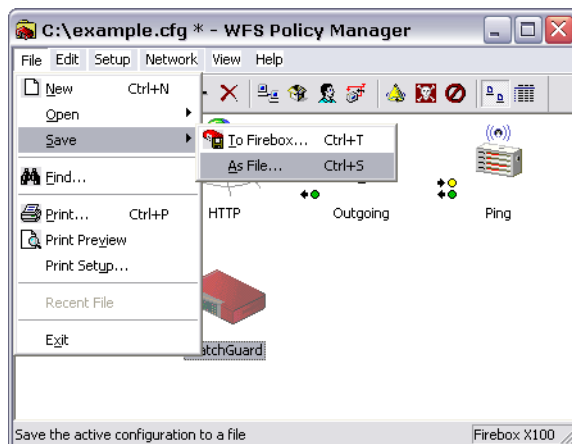 C:\example.cfg * - WFS Policy Manager
File Edit Setup Network View Help
New Ctrl+N
Open
Save
To Firebox... Ctrl+T
As File... Ctrl+S
Find...
Print... Ctrl+P
Print Preview
Print Setup...
Recent File
Exit
HTTP Outgoing Ping
atchGuard
Save the active configuration to a file Firebox X100